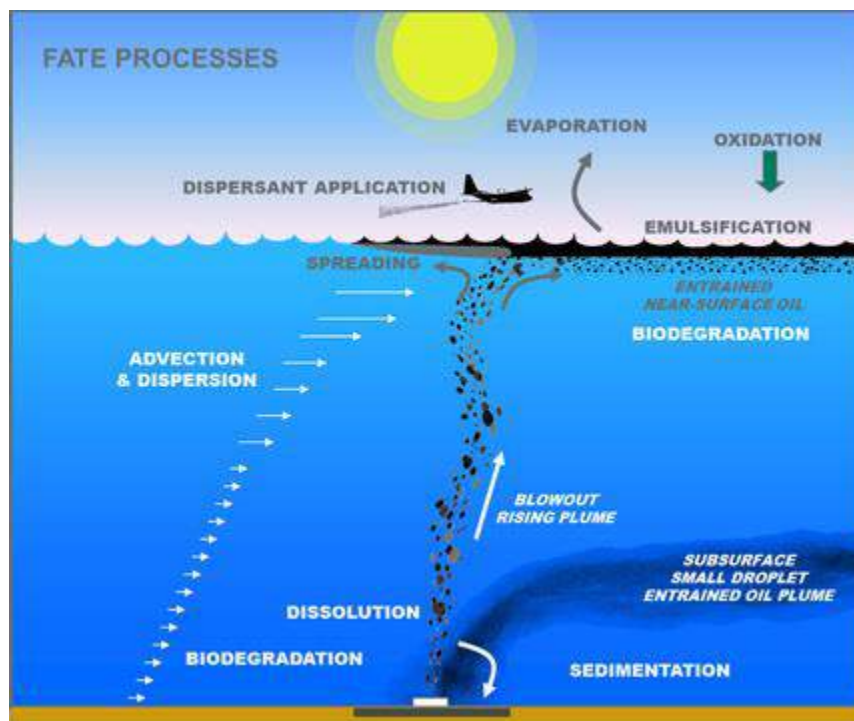 FATE PROCESSES
EVAPORATION
OXIDATION
DISPERSANT APPLICATION
EMULSIFICATION
SPREADING
ENTRAINED
NEAR-SURFACE OIL
BIODEGRADATION
ADVECTION
& DISPERSION
BLOWOUT
RISING PLUME
SUBSURFACE
SMALL DROPLET
ENTRAINED OIL PLUME
DISSOLUTION
BIODEGRADATION
SEDIMENTATION